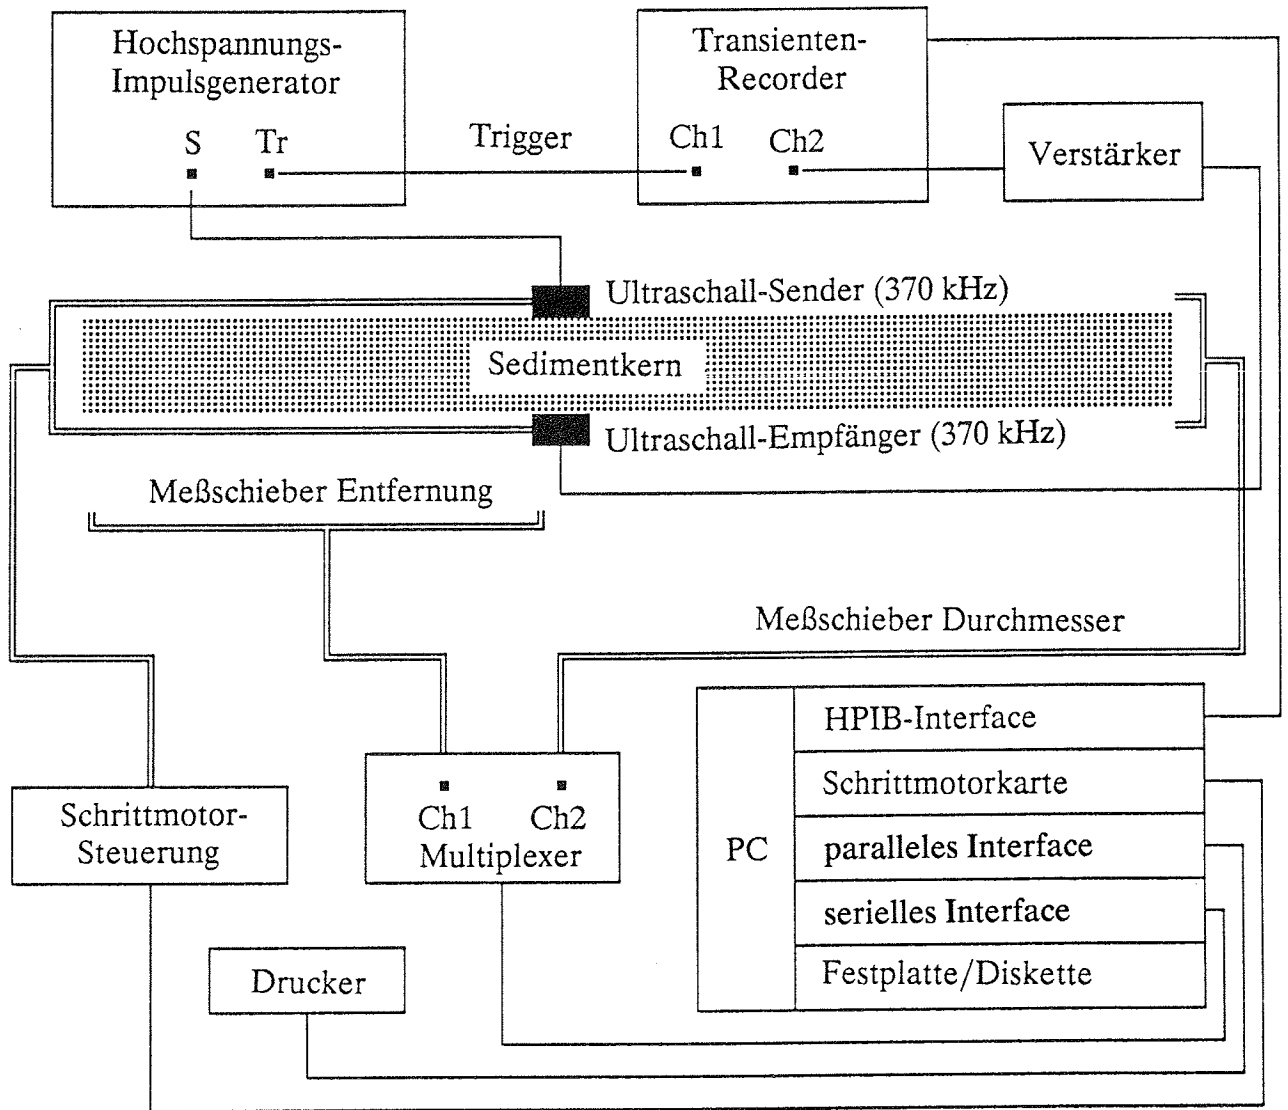 Hochspannungs-
Impulsgenerator
S Tr
Trigger
Transienten-
Recorder
Ch1 Ch2
Verstärker
Ultraschall-Sender (370 kHz)
Sedimentkern
Ultraschall-Empfänger (370 kHz)
Meßschieber Entfernung
Meßschieber Durchmesser
Schrittmotor-
Steuerung
Ch1 Ch2
Multiplexer
Drucker
PC
HPIB-Interface
Schrittmotorkarte
paralleles Interface
serielles Interface
Festplatte/Diskette